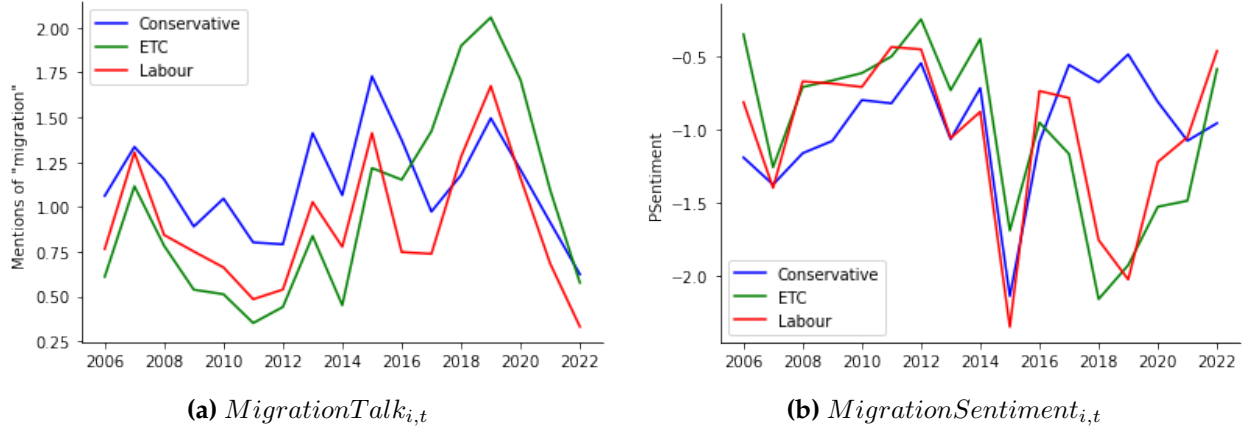 Mentions of "migration"
2.00
1.75
1.50
1.25
1.00
0.75
0.50
0.25
Conservative
ETC
Labour
2006 2008 2010 2012 2014 2016 2018 2020 2022
(a) MigrationTalk_{i,t}
PSentiment
−0.5
−1.0
−1.5
−2.0
Conservative
ETC
Labour
2006 2008 2010 2012 2014 2016 2018 2020 2022
(b) MigrationSentiment_{i,t}